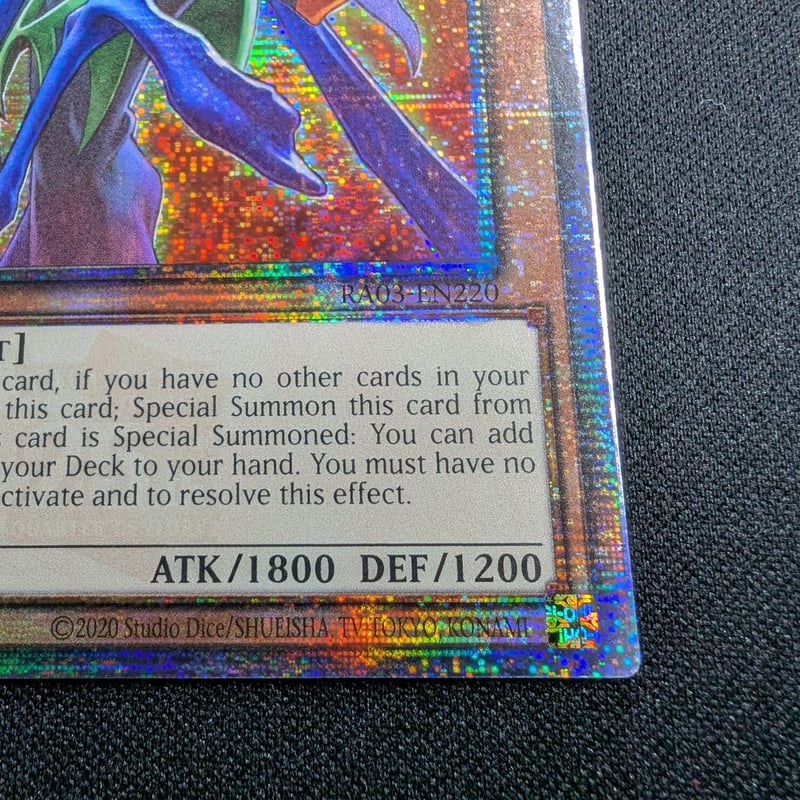 RA03-EN220
T]
card, if you have no other cards in your
this card; Special Summon this card from
s card is Special Summoned: You can add
your Deck to your hand. You must have no
ctivate and to resolve this effect.
ATK/1800 DEF/1200
©2020 Studio Dice/SHUEISHA, TV TOKYO, KONAMI